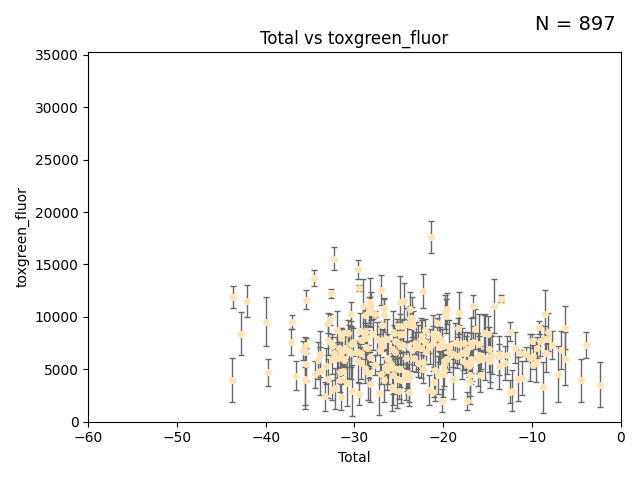 N = 897
Total vs toxgreen_fluor
35000
30000
25000
20000
15000
10000
5000
0
toxgreen_fluor
−60 −50 −40 −30 −20 −10 0
Total